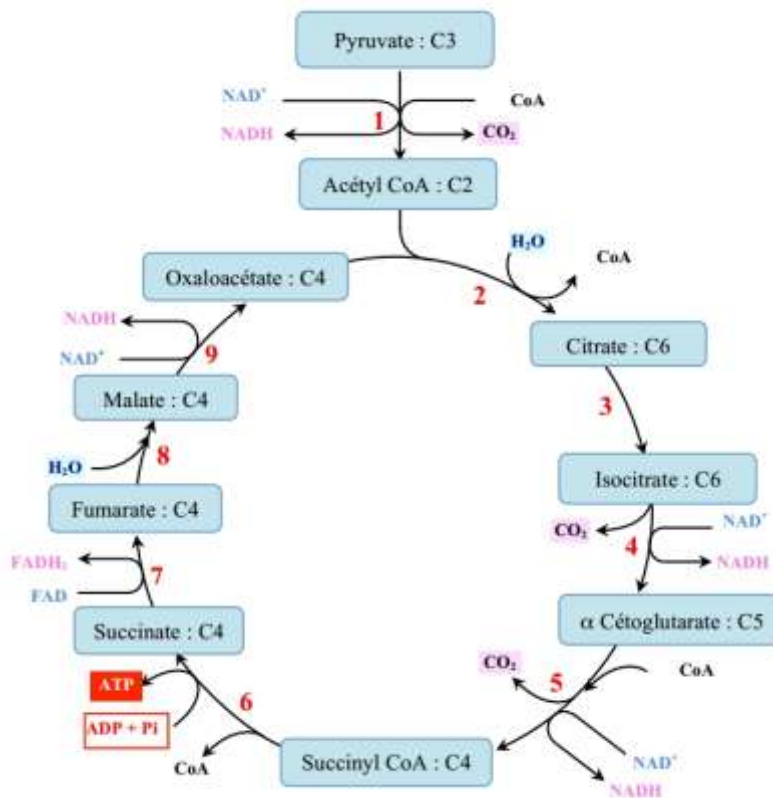 Pyruvate : C3
NAD⁺
CoA
1
NADH
CO₂
Acétyl CoA : C2
H₂O
CoA
Oxaloacétate : C4
2
NADH
9
NAD⁺
Citrate : C6
Malate : C4
3
8
H₂O
Isocitrate : C6
Fumarate : C4
CO₂
NAD⁺
4
FADH₂
7
NADH
FAD
α Cétoglutarate : C5
Succinate : C4
CO₂
5
CoA
ATP
6
ADP + Pi
CoA
Succinyl CoA : C4
NAD⁺
NADH